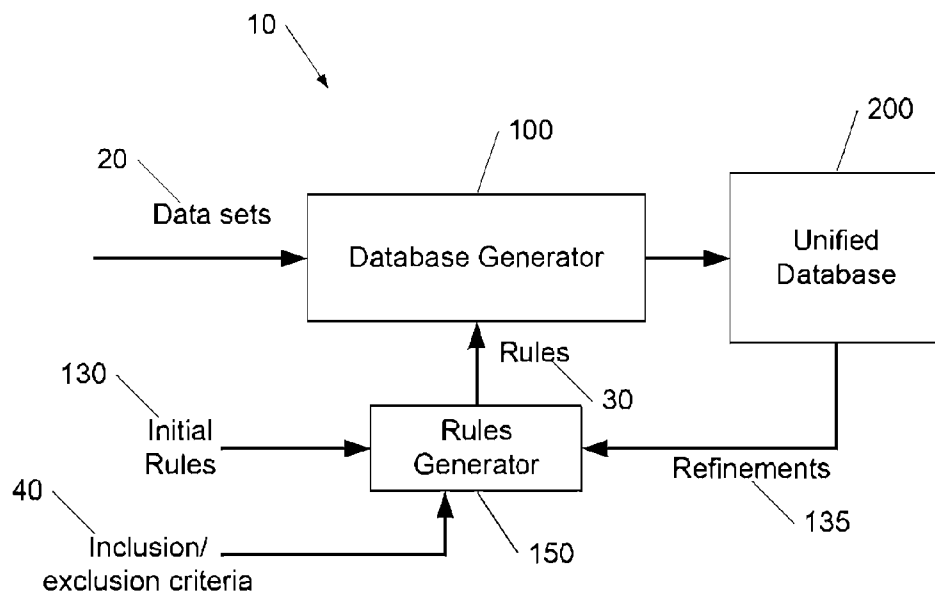 10
100
200
20
Data sets
Database Generator
Unified
Database
Rules
30
130
Initial
Rules
Rules
Generator
Refinements
135
40
Inclusion/
exclusion criteria
150